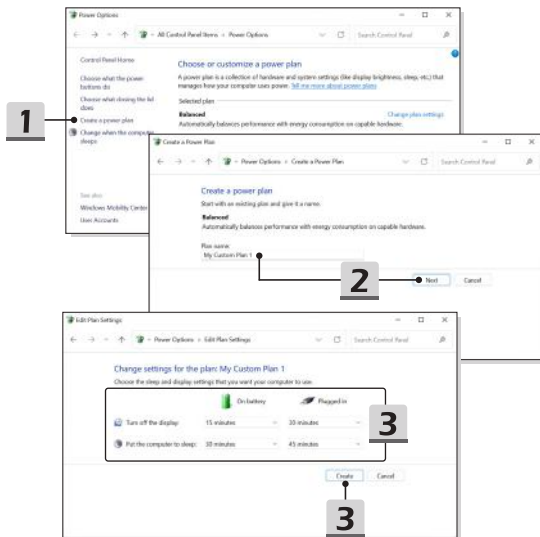 Power Options
All Control Panel Items > Power Options
Search Control Panel
Control Panel Home
Choose what the power
buttons do
Choose what closing the lid
does
Create a power plan
Change when the computer
sleeps
See also
Windows Mobility Center
User Accounts
Choose or customize a power plan
A power plan is a collection of hardware and system settings (like display brightness, sleep, etc.) that
manages how your computer uses power. Tell me more about power plans
Selected plan
Balanced
Change plan settings
Automatically balances performance with energy consumption on capable hardware.
1
Create a Power Plan
Power Options > Create a Power Plan
Search Control Panel
Create a power plan
Start with an existing plan and give it a name.
Balanced
Automatically balances performance with energy consumption on capable hardware.
Plan name:
My Custom Plan 1
2
Next
Cancel
Edit Plan Settings
Power Options > Edit Plan Settings
Search Control Panel
Change settings for the plan: My Custom Plan 1
Choose the sleep and display settings that you want your computer to use.
On battery
Plugged in
Turn off the display:
15 minutes
30 minutes
Put the computer to sleep:
30 minutes
45 minutes
3
Create
Cancel
3